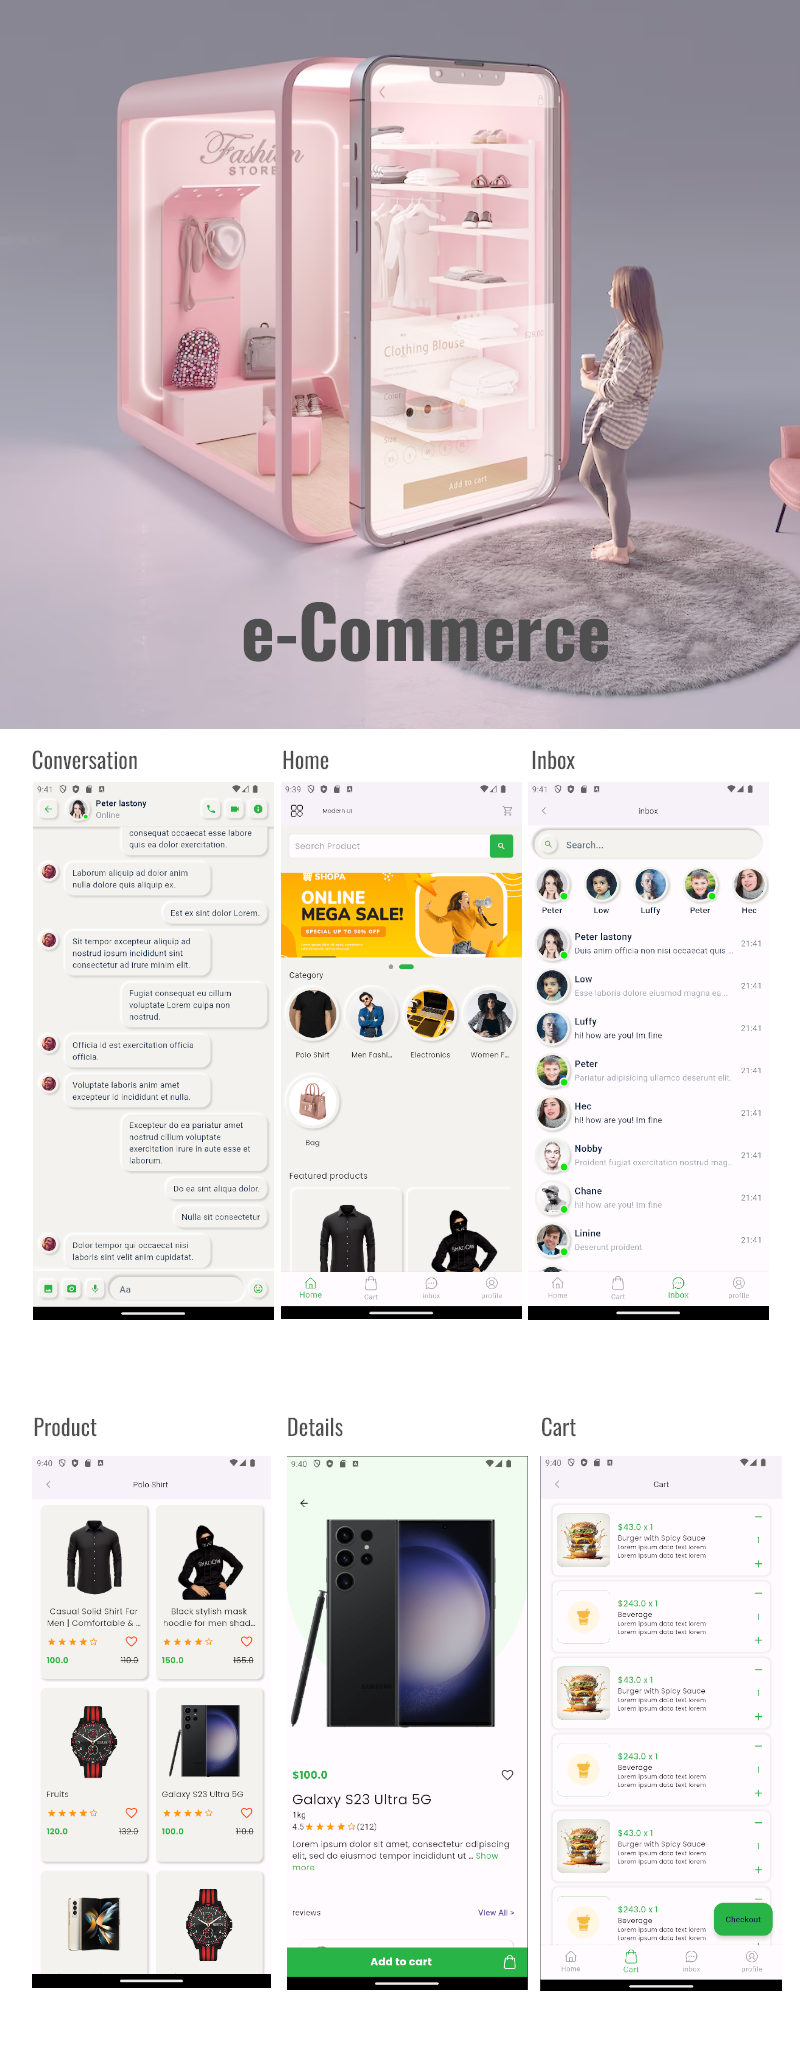 Fashion
STORE
$29.80
Clothing Blouse
Color
Size
Add to cart
e-Commerce
Conversation
9:41
Peter lastony
Online
consequat occaecat esse labore
quis ea dolor exercitation.
Laborum aliquip ad dolor anim
nulla dolore quis aliquip ex.
Est ex sint dolor Lorem.
Sit tempor excepteur aliquip ad
nostrud ipsum incididunt sint
consectetur ad irure minim elit.
Fugiat consequat eu cillum
voluptate Lorem culpa non
nostrud.
Officia id est exercitation officia
officia.
Voluptate laboris anim amet
excepteur id incididunt et nulla.
Excepteur do ea pariatur amet
nostrud cillum voluptate
exercitation irure in aute esse et
laborum.
Do ea sint aliqua dolor.
Nulla sit consectetur
Dolor tempor qui occaecat nisi
laboris sint velit anim cupidatat.
Aa
Home
9:39
Modern UI
Search Product
SHOPA
ONLINE
MEGA SALE!
SPECIAL UP TO 50% OFF
Category
Polo Shirt
Men Fashi...
Electronics
Women F...
Bag
Featured products
SHADOW
Home
Cart
inbox
profile
Inbox
9:41
inbox
Search...
Peter
Low
Luffy
Peter
Hec
Peter lastony
Duis anim officia non nisi occaecat quis ...
21:41
Low
Esse laboris dolore eiusmod magna ea ...
21:41
Luffy
hi! how are you! Im fine
21:41
Peter
Pariatur adipisicing ullamco deserunt elit.
21:41
Hec
hi! how are you! Im fine
21:41
Nobby
Proident fugiat exercitation nostrud mag...
21:41
Chane
hi! how are you! Im fine
21:41
Linine
Deserunt proident
21:41
Home
Cart
Inbox
profile
Product
9:40
Polo Shirt
Casual Solid Shirt For
Men | Comfortable & ...
100.0
110.0
SHADOW
Black stylish mask
hoodie for men shad...
150.0
165.0
Fruits
120.0
132.0
Galaxy S23 Ultra 5G
100.0
110.0
Details
9:40
SAMSUNG
$100.0
Galaxy S23 Ultra 5G
1kg
4.5
(212)
Lorem ipsum dolor sit amet, consectetur adipiscing
elit, sed do eiusmod tempor incididunt ut ... Show
more
reviews
View All >
Add to cart
Cart
9:40
Cart
$43.0 x 1
Burger with Spicy Sauce
Lorem ipsum data text lorem
Lorem ipsum data text lorem
1
$243.0 x 1
Beverage
Lorem ipsum data text lorem
Lorem ipsum data text lorem
1
$43.0 x 1
Burger with Spicy Sauce
Lorem ipsum data text lorem
Lorem ipsum data text lorem
1
$243.0 x 1
Beverage
Lorem ipsum data text lorem
Lorem ipsum data text lorem
1
$43.0 x 1
Burger with Spicy Sauce
Lorem ipsum data text lorem
Lorem ipsum data text lorem
1
$243.0 x 1
Beverage
Lorem ipsum data text lorem
Lorem ipsum data text lorem
Checkout
Home
Cart
inbox
profile